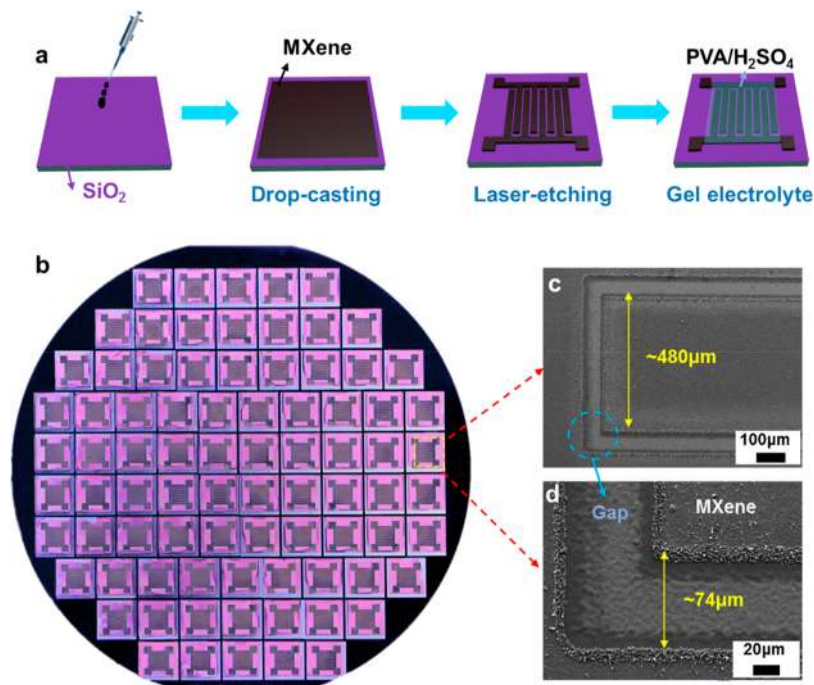 a
MXene
PVA/H₂SO₄
SiO₂
Drop-casting
Laser-etching
Gel electrolyte
b
c
~480µm
100µm
Gap
d
MXene
~74µm
20µm